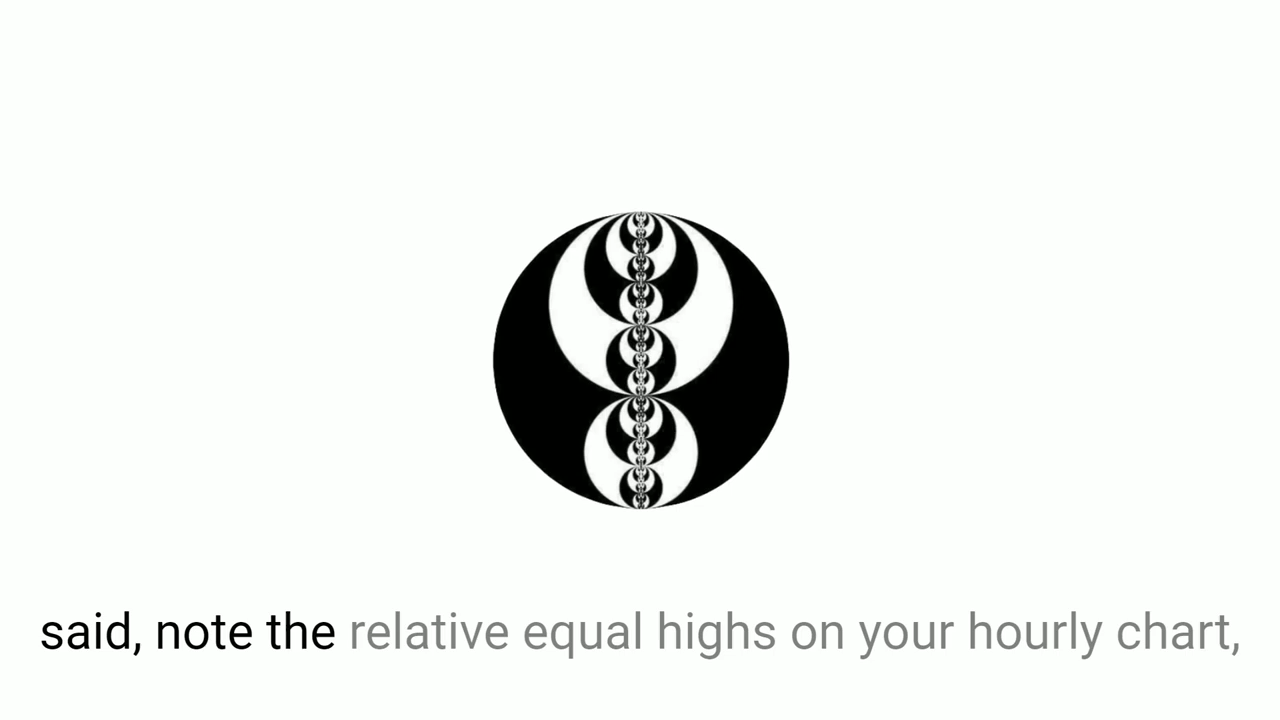 said, note the relative equal highs on your hourly chart,